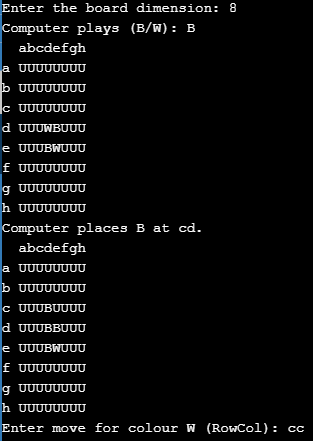 Enter the board dimension: 8
Computer plays (B/W): B
  abcdefgh
a UUUUUUUU
b UUUUUUUU
c UUUUUUUU
d UUUWBUUU
e UUUBWUUU
f UUUUUUUU
g UUUUUUUU
h UUUUUUUU
Computer places B at cd.
  abcdefgh
a UUUUUUUU
b UUUUUUUU
c UUUBUUUU
d UUUBBUUU
e UUUBWUUU
f UUUUUUUU
g UUUUUUUU
h UUUUUUUU
Enter move for colour W (RowCol): cc